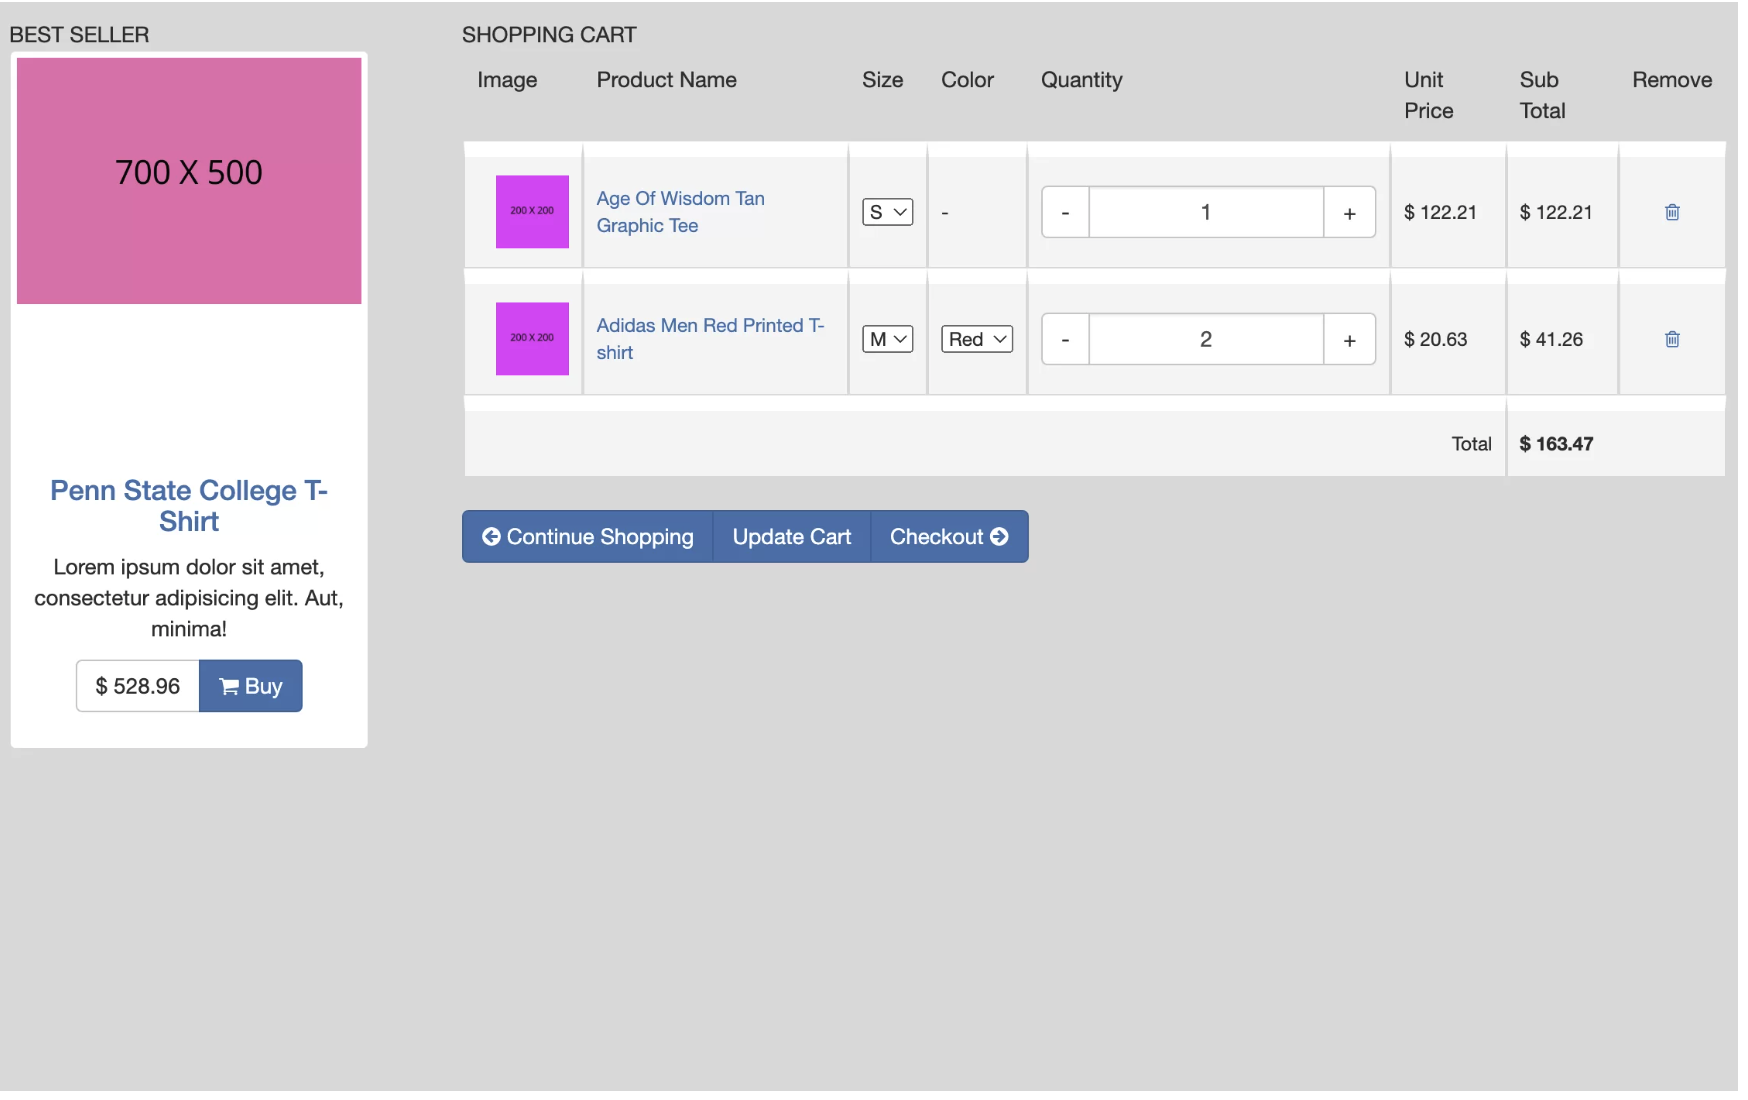 BEST SELLER
700 X 500
Penn State College T-
Shirt
Lorem ipsum dolor sit amet,
consectetur adipisicing elit. Aut,
minima!
$ 528.96 Buy
SHOPPING CART
Image Product Name Size Color Quantity Unit Price Sub Total Remove
200 X 200 Age Of Wisdom Tan Graphic Tee S - - 1 + $ 122.21 $ 122.21
200 X 200 Adidas Men Red Printed T-shirt M Red - 2 + $ 20.63 $ 41.26
Total $ 163.47
Continue Shopping Update Cart Checkout